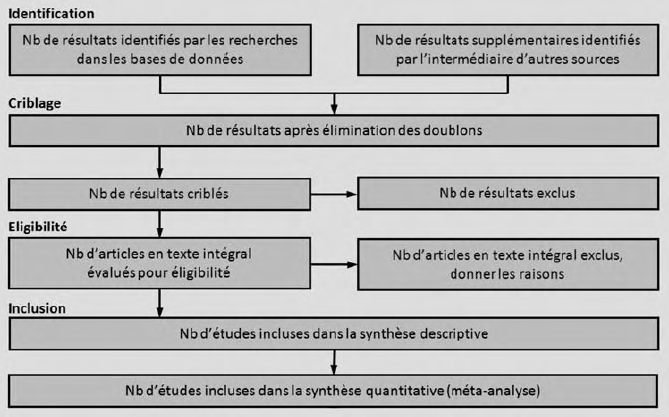 Identification
Nb de résultats identifiés par les recherches
dans les bases de données
Nb de résultats supplémentaires identifiés
par l'intermédiaire d'autres sources
Criblage
Nb de résultats après élimination des doublons
Nb de résultats criblés
Nb de résultats exclus
Eligibilité
Nb d'articles en texte intégral
évalués pour éligibilité
Nb d'articles en texte intégral exclus,
donner les raisons
Inclusion
Nb d'études incluses dans la synthèse descriptive
Nb d'études incluses dans la synthèse quantitative (méta-analyse)